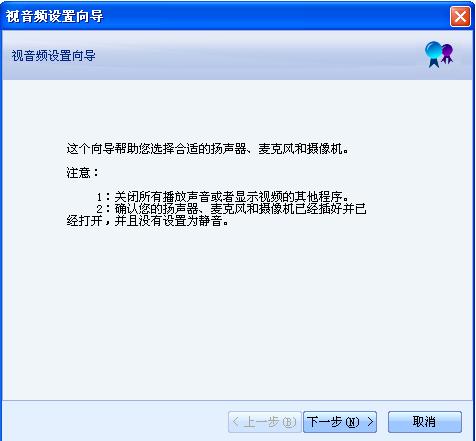 视音频设置向导
视音频设置向导
这个向导帮助您选择合适的扬声器、麦克风和摄像机。
注意：
1：关闭所有播放声音或者显示视频的其他程序。
2：确认您的扬声器、麦克风和摄像机已经插好并已
经打开，并且没有设置为静音。
< 上一步(B) 下一步(N) > 取消